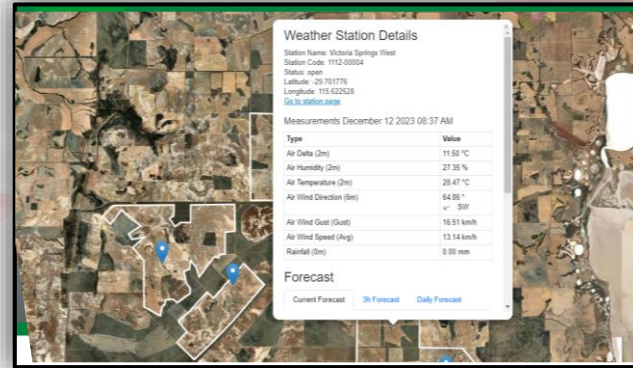 Weather Station Details
Station Name: Victoria Springs West
Station Code: 1112-00004
Status: open
Latitude: -29.701776
Longitude: 115.622528
Go to station page
Measurements December 12 2023 08:37 AM
Type Value
Air Delta (2m) 11.50 °C
Air Humidity (2m) 27.35 %
Air Temperature (2m) 28.47 °C
Air Wind Direction (6m) 64.86 °
SW
Air Wind Gust (Gust) 16.51 km/h
Air Wind Speed (Avg) 13.14 km/h
Rainfall (0m) 0.00 mm
Forecast
Current Forecast 3h Forecast Daily Forecast